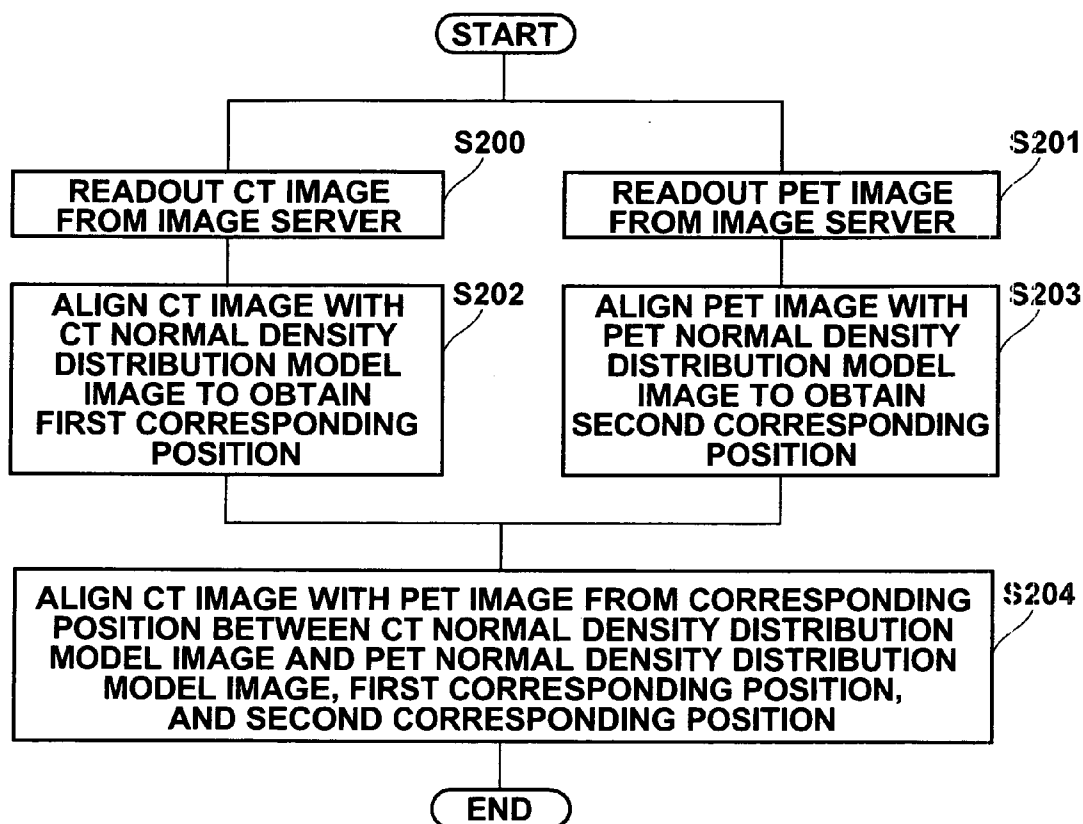 START
S200
READOUT CT IMAGE
FROM IMAGE SERVER
S201
READOUT PET IMAGE
FROM IMAGE SERVER
S202
ALIGN CT IMAGE WITH
CT NORMAL DENSITY
DISTRIBUTION MODEL
IMAGE TO OBTAIN
FIRST CORRESPONDING
POSITION
S203
ALIGN PET IMAGE WITH
PET NORMAL DENSITY
DISTRIBUTION MODEL
IMAGE TO OBTAIN
SECOND CORRESPONDING
POSITION
S204
ALIGN CT IMAGE WITH PET IMAGE FROM CORRESPONDING
POSITION BETWEEN CT NORMAL DENSITY DISTRIBUTION
MODEL IMAGE AND PET NORMAL DENSITY DISTRIBUTION
MODEL IMAGE, FIRST CORRESPONDING POSITION,
AND SECOND CORRESPONDING POSITION
END